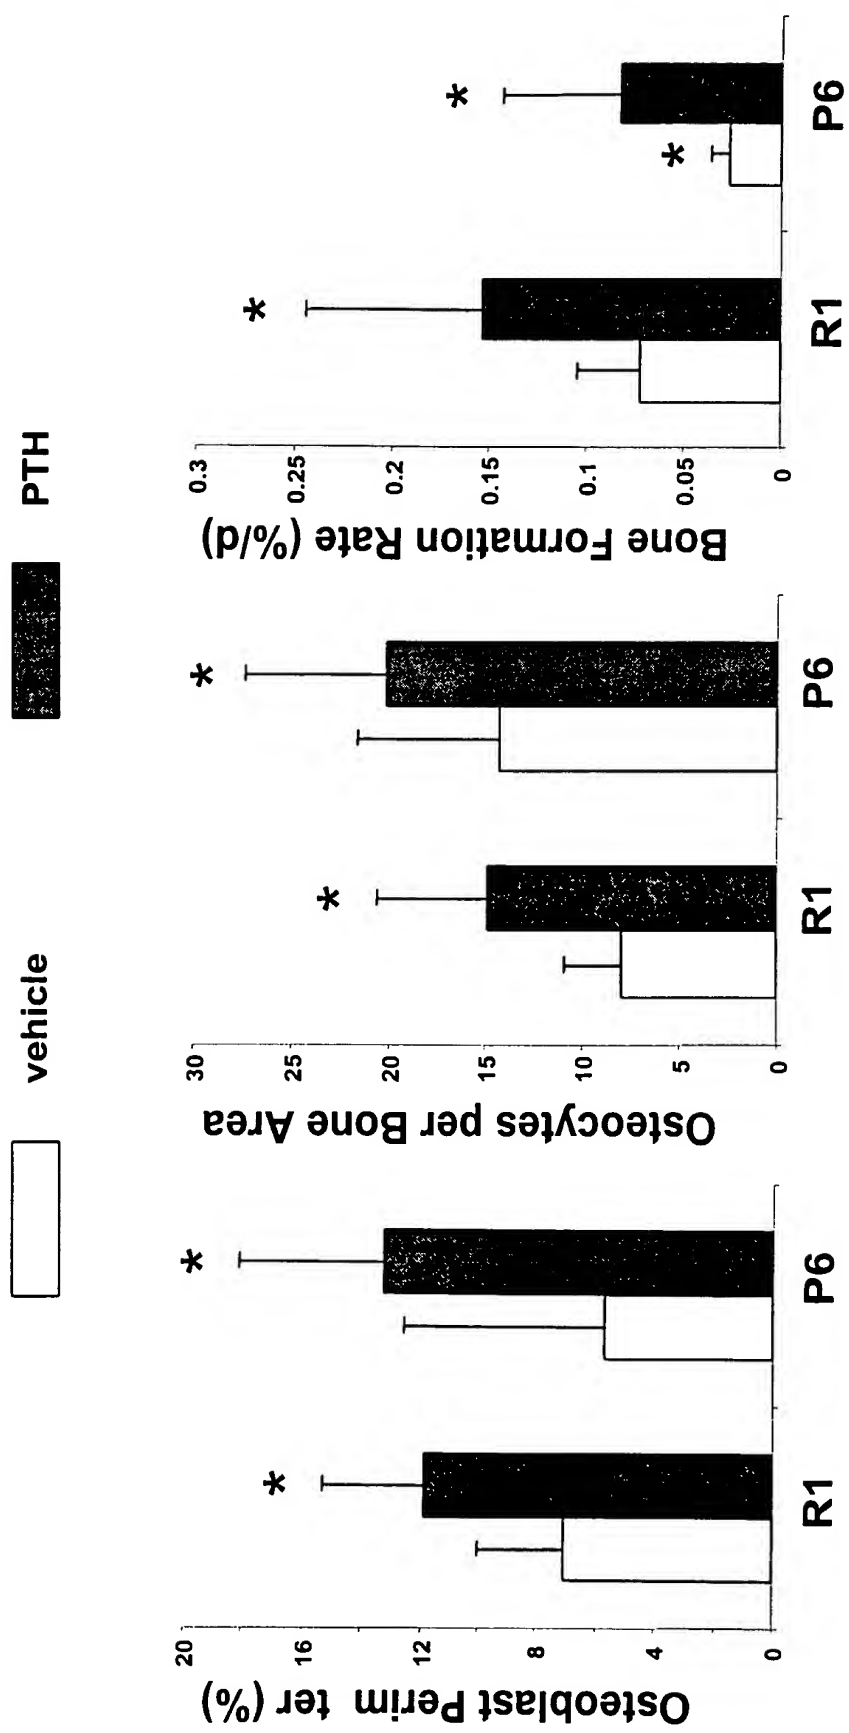 vehicle
PTH
Osteoblast Perim ter (%)
20
16
12
8
4
0
*
*
R1
P6
Osteocytes per Bone Area
30
25
20
15
10
5
0
*
*
R1
P6
Bone Formation Rate (%/d)
0.3
0.25
0.2
0.15
0.1
0.05
0
*
*
*
R1
P6